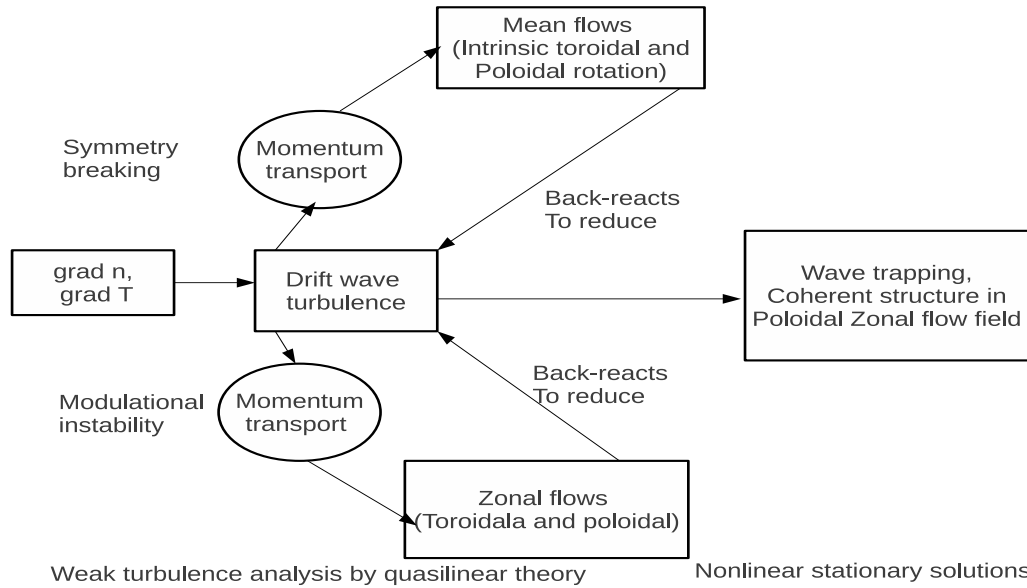 Mean flows
(Intrinsic toroidal and
Poloidal rotation)
Symmetry
breaking
Momentum
transport
Back-reacts
To reduce
grad n,
grad T
Drift wave
turbulence
Wave trapping,
Coherent structure in
Poloidal Zonal flow field
Modulational
instability
Momentum
transport
Back-reacts
To reduce
Zonal flows
(Toroidala and poloidal)
Weak turbulence analysis by quasilinear theory
Nonlinear stationary solutions